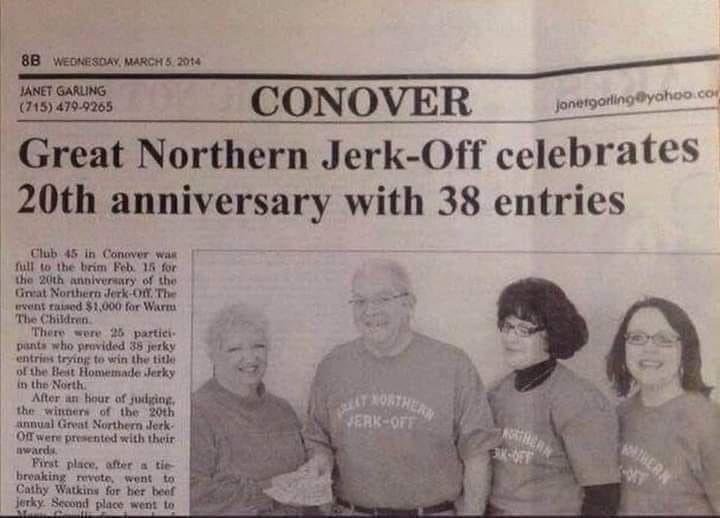 8B WEDNESDAY, MARCH 5, 2014
JANET GARLING
(715) 479-9265
CONOVER
janetgarling@yahoo.com
Great Northern Jerk-Off celebrates
20th anniversary with 38 entries
Club 45 in Conover was
full to the brim Feb. 15 for
the 20th anniversary of the
Great Northern Jerk-Off. The
event raised $1,000 for Warm
The Children.
There were 25 partici-
pants who provided 38 jerky
entries trying to win the title
of the Best Homemade Jerky
in the North.
After an hour of judging,
the winners of the 20th
annual Great Northern Jerk-
Off were presented with their
awards.
First place, after a tie-
breaking revote, went to
Cathy Watkins for her beef
jerky. Second place went to
GREAT NORTHERN
JERK-OFF
NORTHERN
RK-OFF
NORTHERN
-OFF